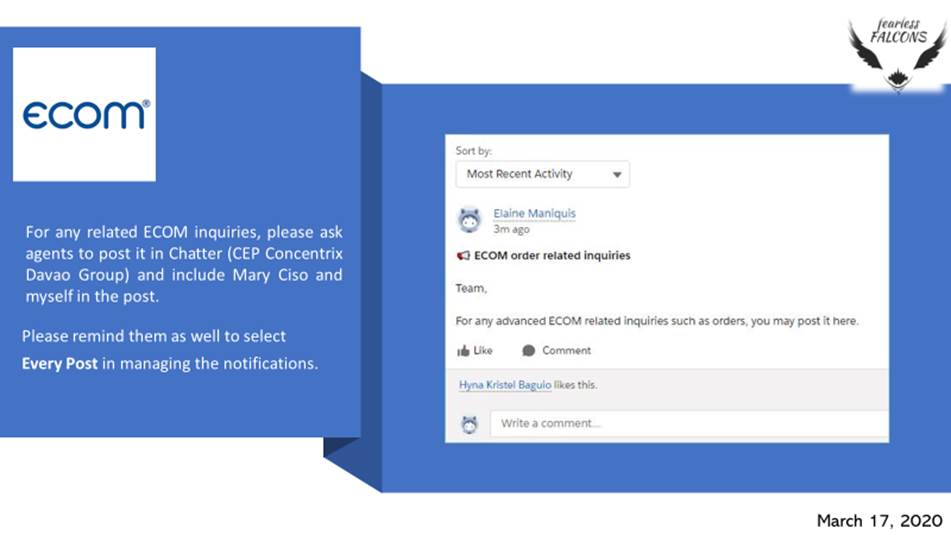 fearless
FALCONS
ecom®
For any related ECOM inquiries, please ask
agents to post it in Chatter (CEP Concentrix
Davao Group) and include Mary Ciso and
myself in the post.
Please remind them as well to select
Every Post in managing the notifications.
Sort by:
Most Recent Activity
Elaine Maniquis
3m ago
ECOM order related inquiries
Team,
For any advanced ECOM related inquiries such as orders, you may post it here.
Like Comment
Hyna Kristel Baguio likes this.
Write a comment...
March 17, 2020